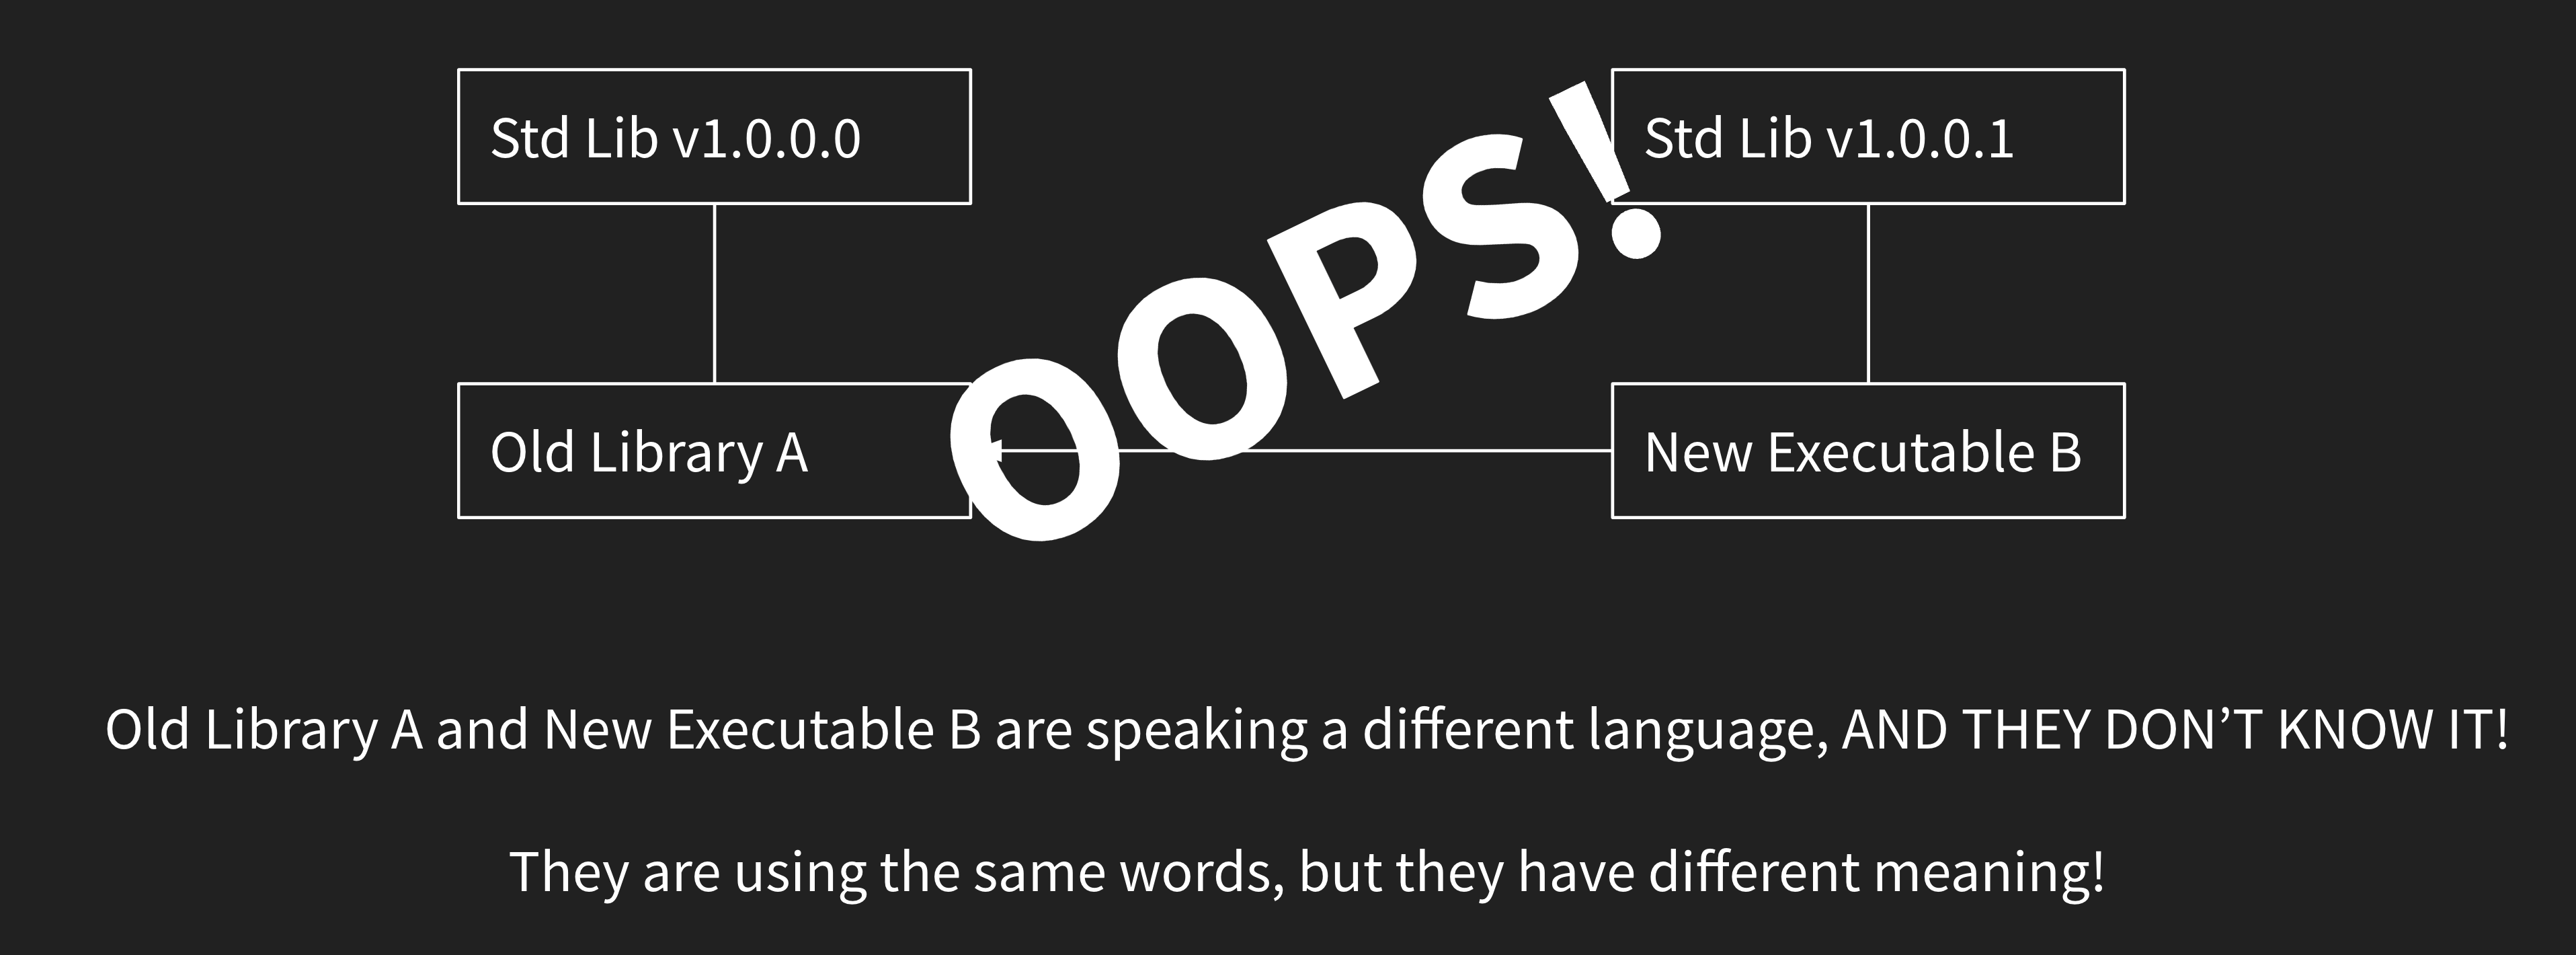 Std Lib v1.0.0.0
OOPS!
Std Lib v1.0.0.1
Old Library A
New Executable B
Old Library A and New Executable B are speaking a different language, AND THEY DON’T KNOW IT!
They are using the same words, but they have different meaning!